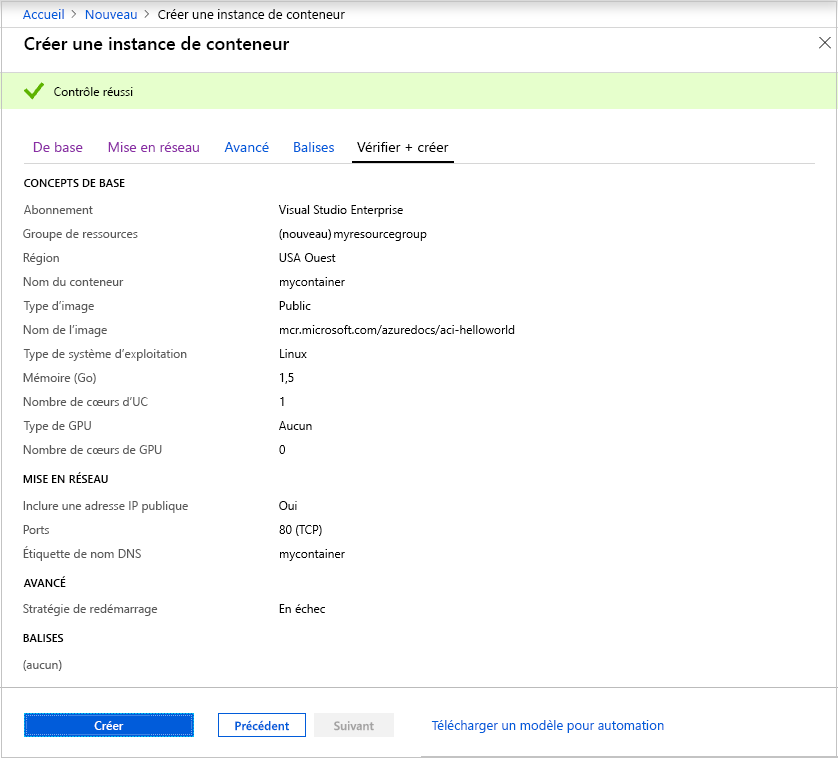 Accueil > Nouveau > Créer une instance de conteneur
Créer une instance de conteneur
Contrôle réussi
De base Mise en réseau Avancé Balises Vérifier + créer
CONCEPTS DE BASE
Abonnement Visual Studio Enterprise
Groupe de ressources (nouveau) myresourcegroup
Région USA Ouest
Nom du conteneur mycontainer
Type d’image Public
Nom de l’image mcr.microsoft.com/azuredocs/aci-helloworld
Type de système d’exploitation Linux
Mémoire (Go) 1,5
Nombre de cœurs d’UC 1
Type de GPU Aucun
Nombre de cœurs de GPU 0
MISE EN RÉSEAU
Inclure une adresse IP publique Oui
Ports 80 (TCP)
Étiquette de nom DNS mycontainer
AVANCÉ
Stratégie de redémarrage En échec
BALISES
(aucun)
Créer Précédent Suivant Télécharger un modèle pour automation